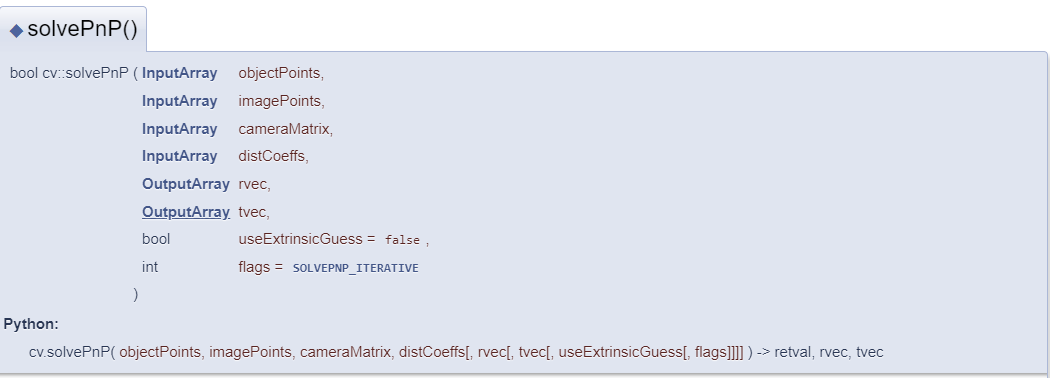 ◆ solvePnP()
bool cv::solvePnP ( InputArray objectPoints,
InputArray imagePoints,
InputArray cameraMatrix,
InputArray distCoeffs,
OutputArray rvec,
OutputArray tvec,
bool useExtrinsicGuess = false ,
int flags = SOLVEPNP_ITERATIVE
)
Python:
cv.solvePnP( objectPoints, imagePoints, cameraMatrix, distCoeffs[, rvec[, tvec[, useExtrinsicGuess[, flags]]]] ) -> retval, rvec, tvec